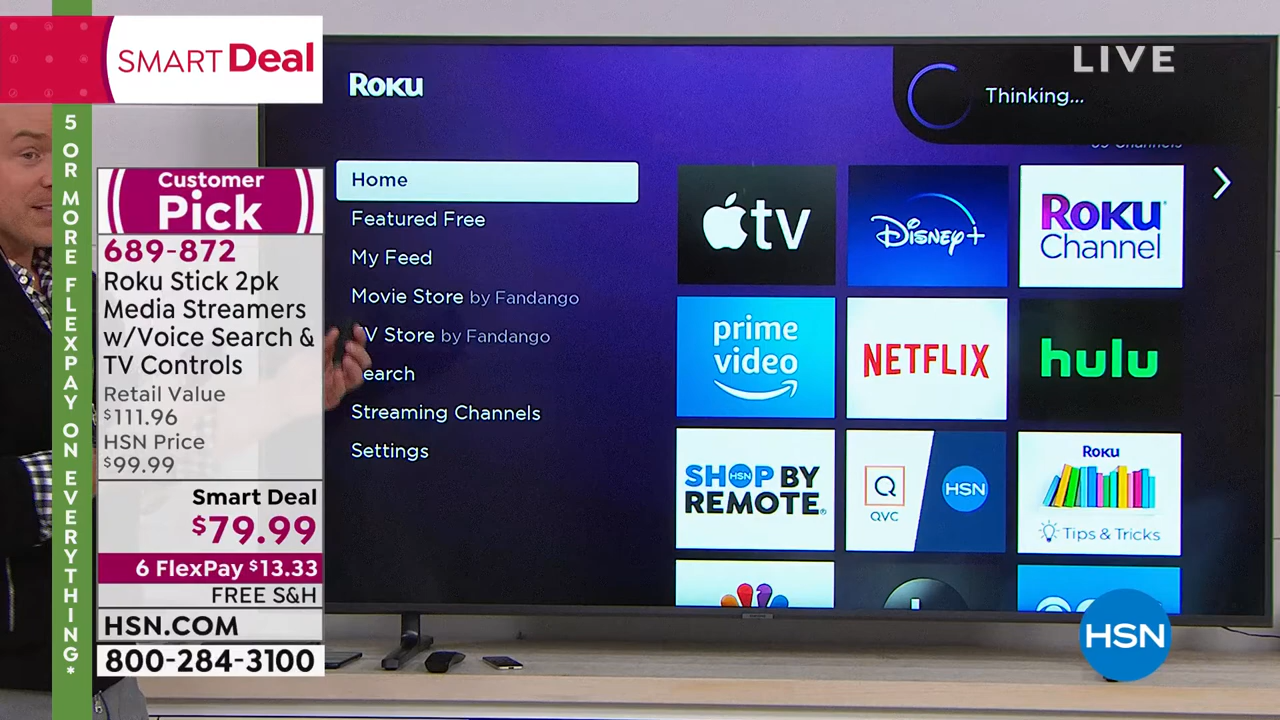 SMART Deal
5 OR MORE FLEXPAY ON EVERYTHING*
Customer
Pick
689-872
Roku Stick 2pk
Media Streamers
w/Voice Search &
TV Controls
Retail Value
$111.96
HSN Price
$99.99
Smart Deal
$79.99
6 FlexPay $13.33
FREE S&H
HSN.COM
800-284-3100
LIVE
Roku
Thinking...
Home
Featured Free
My Feed
Movie Store by Fandango
V Store by Fandango
earch
Streaming Channels
Settings
tv
Disney+
Roku
Channel
prime
video
NETFLIX
hulu
SHOP HSN BY
REMOTE
Q
QVC
HSN
Roku
Tips & Tricks
HSN